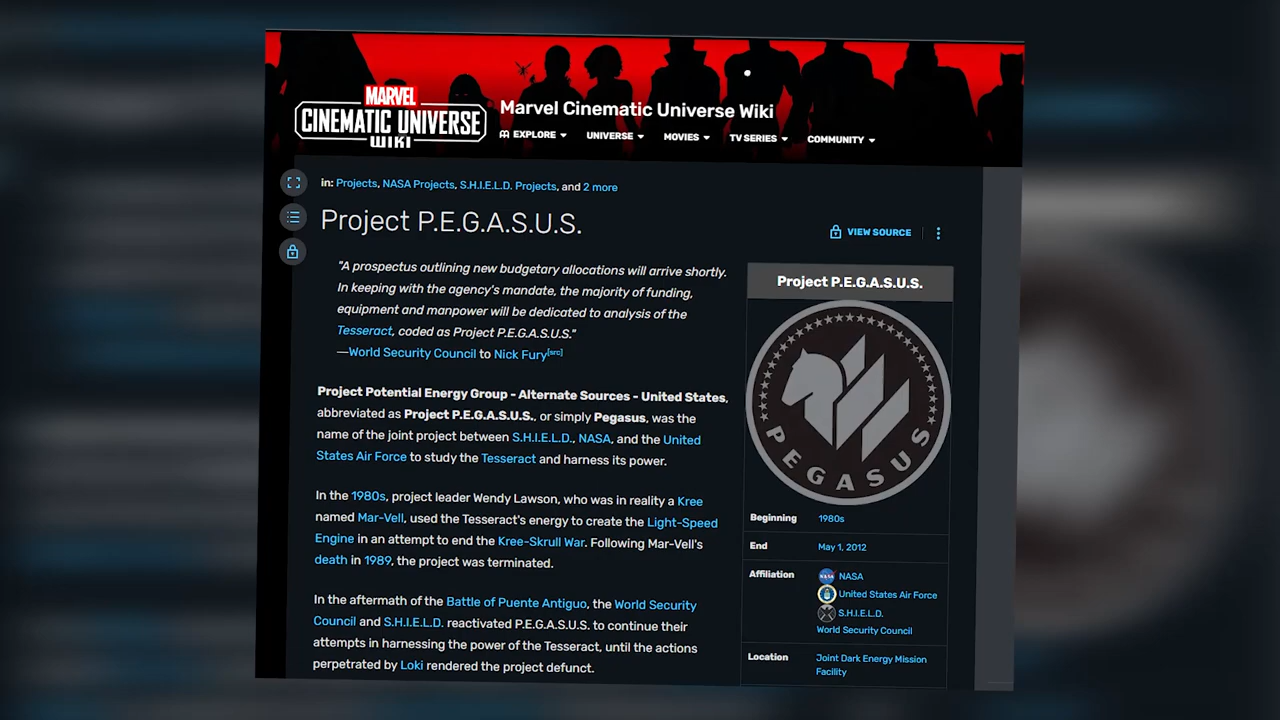 MARVEL
CINEMATIC UNIVERSE
WIKI
Marvel Cinematic Universe Wiki
EXPLORE
UNIVERSE
MOVIES
TV SERIES
COMMUNITY
in: Projects, NASA Projects, S.H.I.E.L.D. Projects, and 2 more
Project P.E.G.A.S.U.S.
VIEW SOURCE
"A prospectus outlining new budgetary allocations will arrive shortly.
In keeping with the agency's mandate, the majority of funding,
equipment and manpower will be dedicated to analysis of the
Tesseract, coded as Project P.E.G.A.S.U.S."
—World Security Council to Nick Fury[src]
Project Potential Energy Group - Alternate Sources - United States,
abbreviated as Project P.E.G.A.S.U.S., or simply Pegasus, was the
name of the joint project between S.H.I.E.L.D., NASA, and the United
States Air Force to study the Tesseract and harness its power.
In the 1980s, project leader Wendy Lawson, who was in reality a Kree
named Mar-Vell, used the Tesseract's energy to create the Light-Speed
Engine in an attempt to end the Kree-Skrull War. Following Mar-Vell's
death in 1989, the project was terminated.
In the aftermath of the Battle of Puente Antiguo, the World Security
Council and S.H.I.E.L.D. reactivated P.E.G.A.S.U.S. to continue their
attempts in harnessing the power of the Tesseract, until the actions
perpetrated by Loki rendered the project defunct.
Project P.E.G.A.S.U.S.
PEGASUS
Beginning 1980s
End May 1, 2012
Affiliation NASA
United States Air Force
S.H.I.E.L.D.
World Security Council
Location Joint Dark Energy Mission
Facility